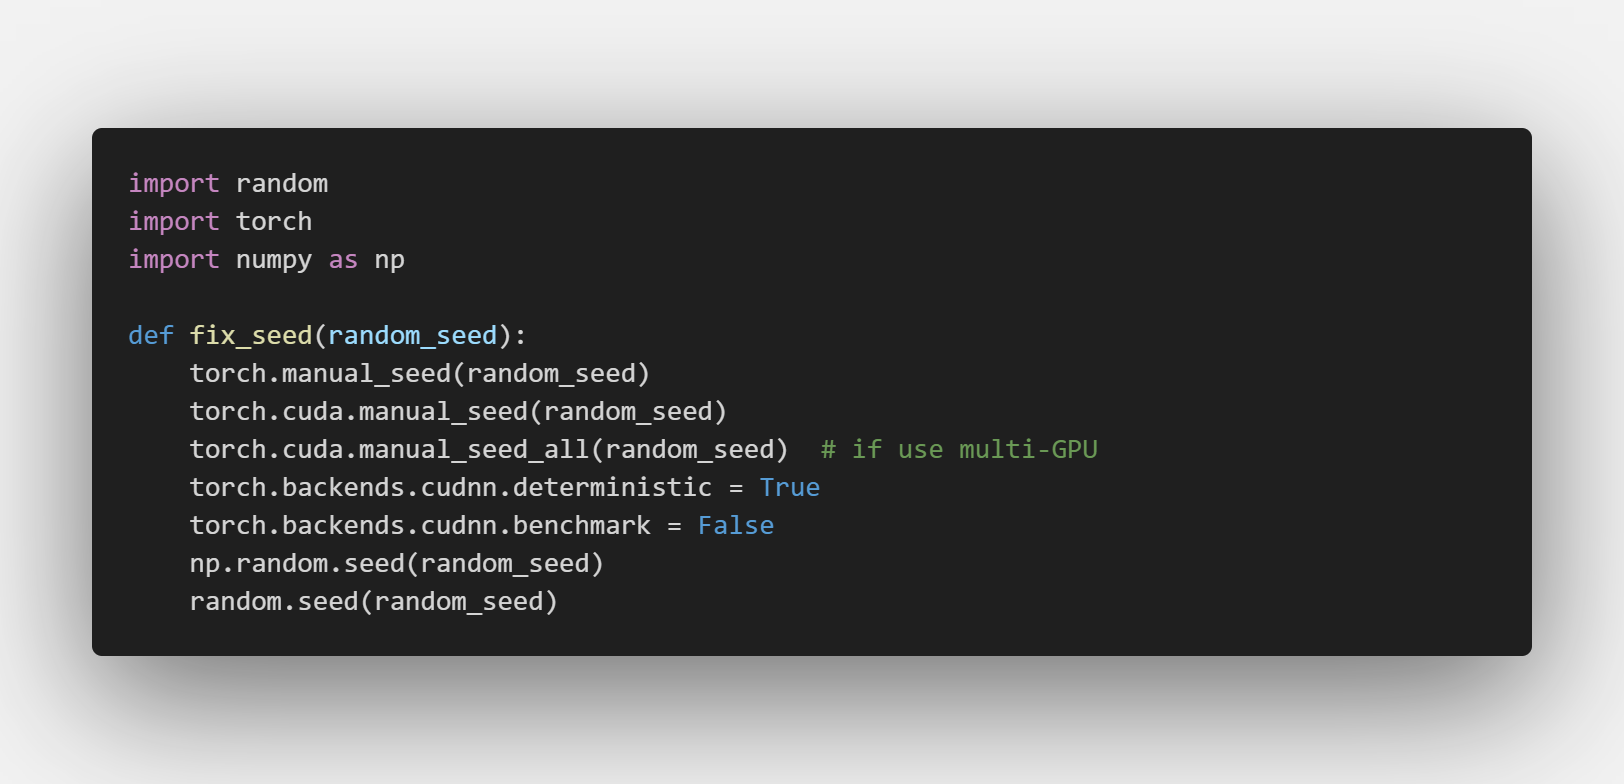 import random
import torch
import numpy as np

def fix_seed(random_seed):
    torch.manual_seed(random_seed)
    torch.cuda.manual_seed(random_seed)
    torch.cuda.manual_seed_all(random_seed)  # if use multi-GPU
    torch.backends.cudnn.deterministic = True
    torch.backends.cudnn.benchmark = False
    np.random.seed(random_seed)
    random.seed(random_seed)